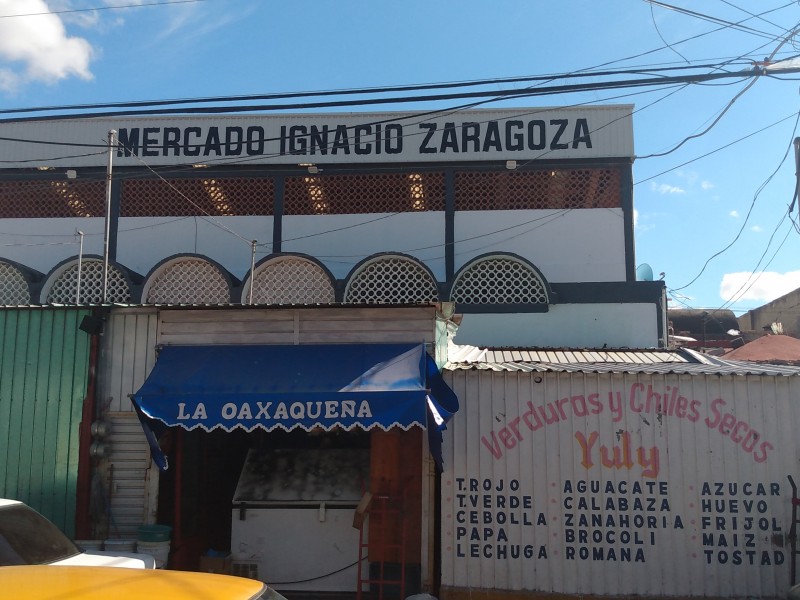 MERCADO IGNACIO ZARAGOZA
LA OAXAQUEÑA
Verduras y Chiles Secos
Yuly
· T.ROJO
· T.VERDE
· CEBOLLA
· PAPA
· LECHUGA
· AGUACATE
· CALABAZA
· ZANAHORIA
· BROCOLI
· ROMANA
· AZUCAR
· HUEVO
· FRIJOL
· MAIZ
· TOSTAD